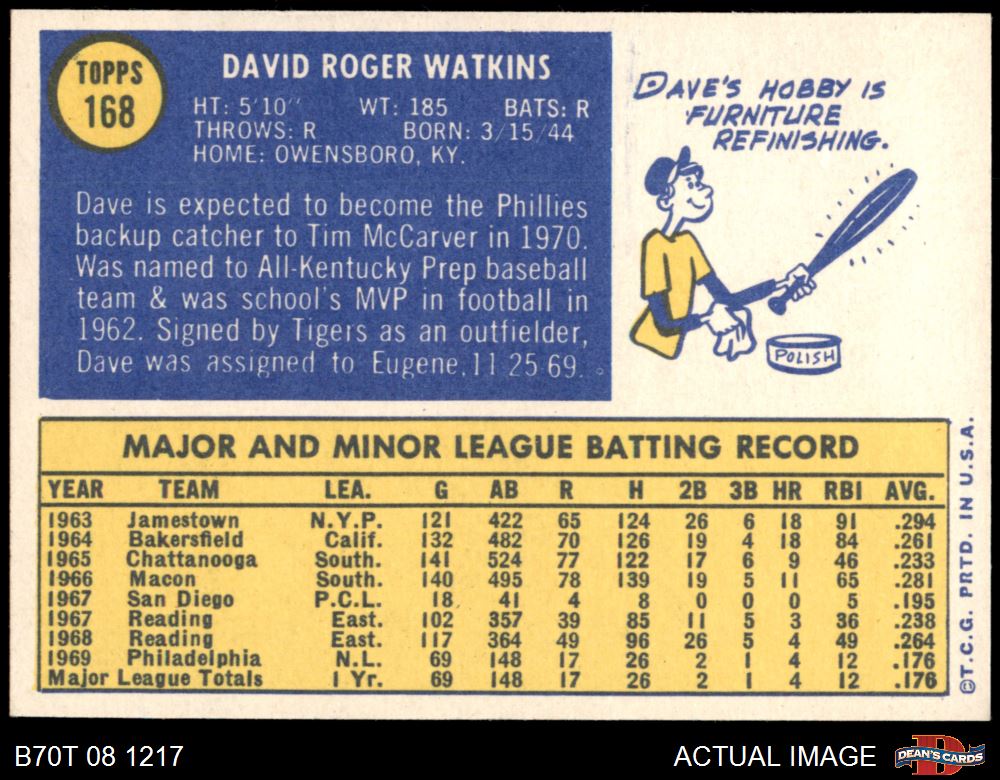 TOPPS
168
DAVID ROGER WATKINS
HT: 5'10" WT: 185 BATS: R
THROWS: R BORN: 3/15/44
HOME: OWENSBORO, KY.
Dave is expected to become the Phillies
backup catcher to Tim McCarver in 1970.
Was named to All-Kentucky Prep baseball
team & was school's MVP in football in
1962. Signed by Tigers as an outfielder,
Dave was assigned to Eugene, 11 25 69.
DAVE'S HOBBY IS
FURNITURE
REFINISHING.
POLISH
MAJOR AND MINOR LEAGUE BATTING RECORD
YEAR TEAM LEA. G AB R H 2B 3B HR RBI AVG.
1963 Jamestown N.Y.P. 121 422 65 124 26 6 18 91 .294
1964 Bakersfield Calif. 132 482 70 126 19 4 18 84 .261
1965 Chattanooga South. 141 524 77 122 17 6 9 46 .233
1966 Macon South. 140 495 78 139 19 5 11 65 .281
1967 San Diego P.C.L. 18 41 4 8 0 0 0 5 .195
1967 Reading East. 102 357 39 85 11 5 3 36 .238
1968 Reading East. 117 364 49 96 26 5 4 49 .264
1969 Philadelphia N.L. 69 148 17 26 2 1 4 12 .176
Major League Totals 1 Yr. 69 148 17 26 2 1 4 12 .176
©T.C.G. PRTD. IN U.S.A.
B70T 08 1217
ACTUAL IMAGE
D
DEAN'S CARDS